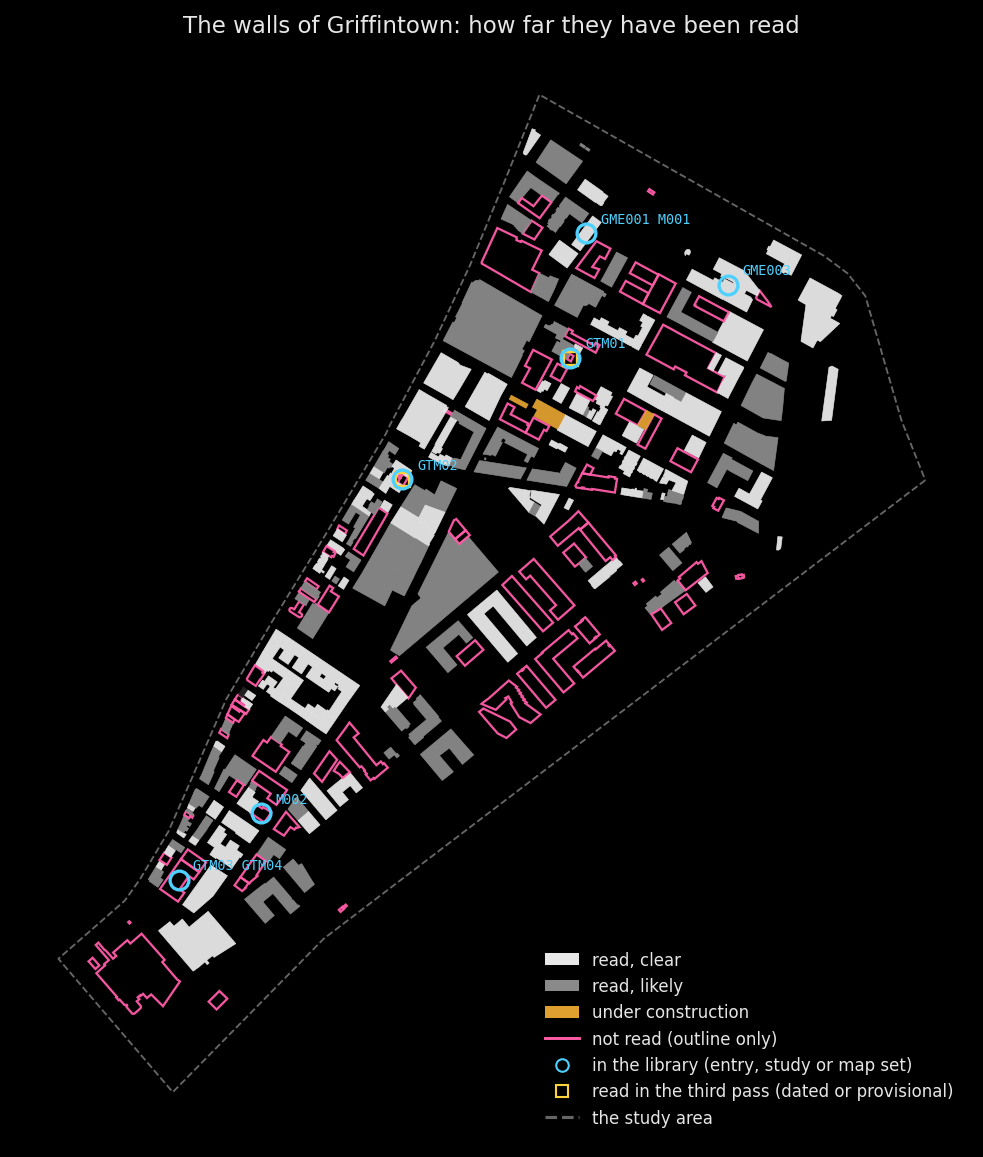 The walls of Griffintown: how far they have been read
GME001 M001
GME003
GTM01
GTM02
M002
GTM03 GTM04
read, clear
read, likely
under construction
not read (outline only)
in the library (entry, study or map set)
read in the third pass (dated or provisional)
the study area